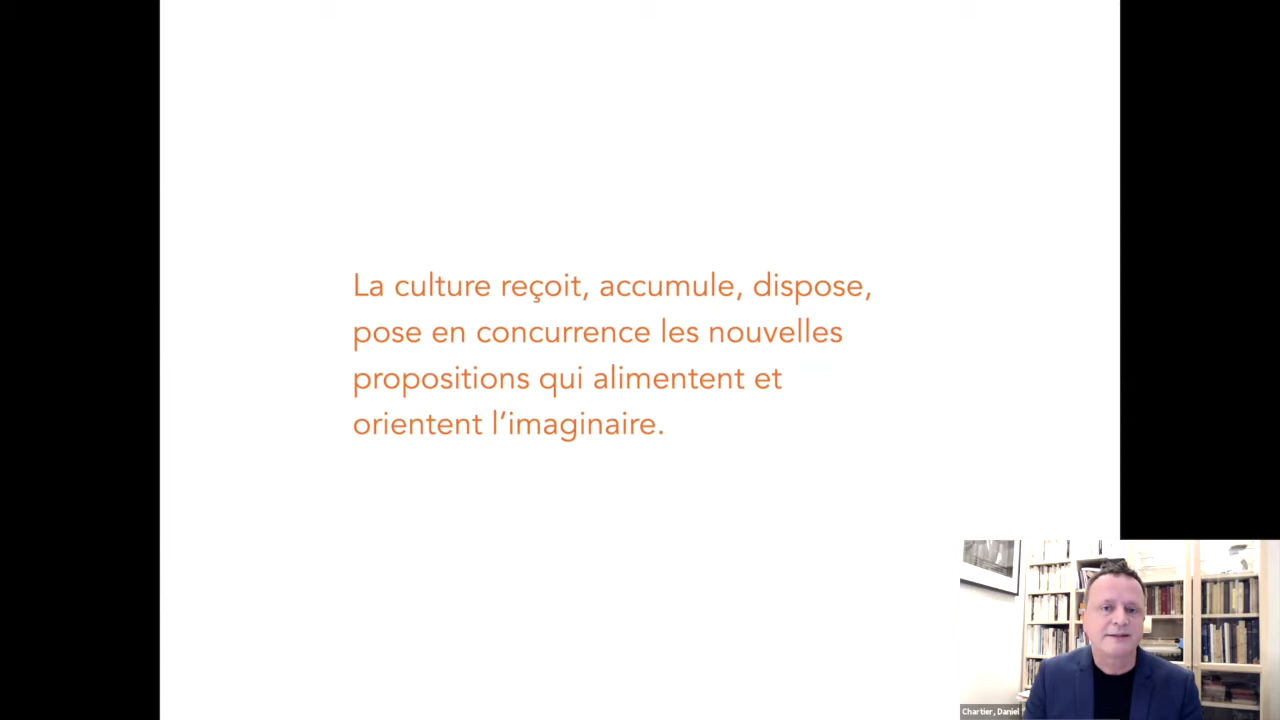 La culture reçoit, accumule, dispose,
pose en concurrence les nouvelles
propositions qui alimentent et
orientent l’imaginaire.
Chartier, Daniel